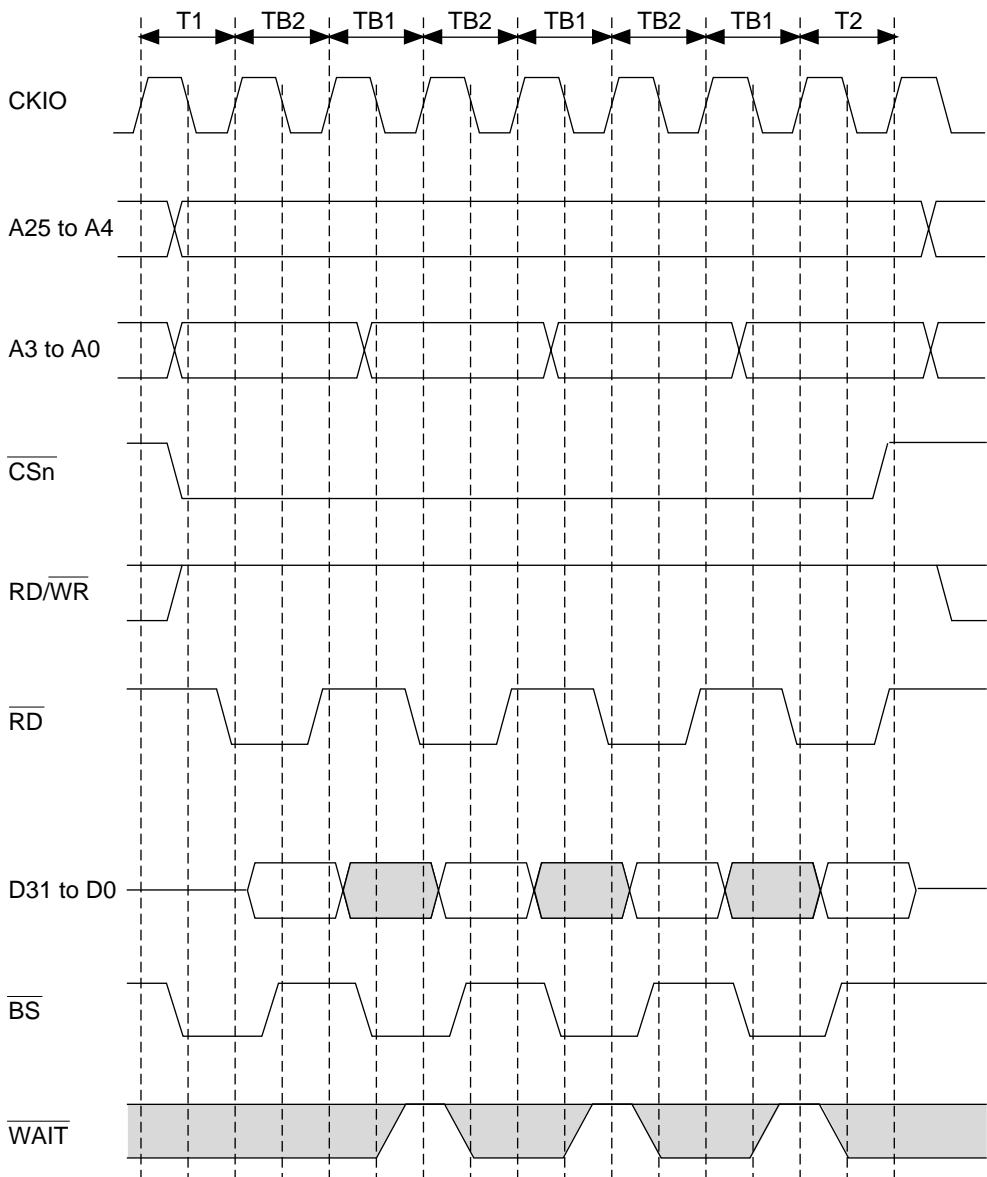 T1 TB2 TB1 TB2 TB1 TB2 TB1 T2
CKIO
A25 to A4
A3 to A0
CSn
RD/WR
RD
D31 to D0
BS
WAIT